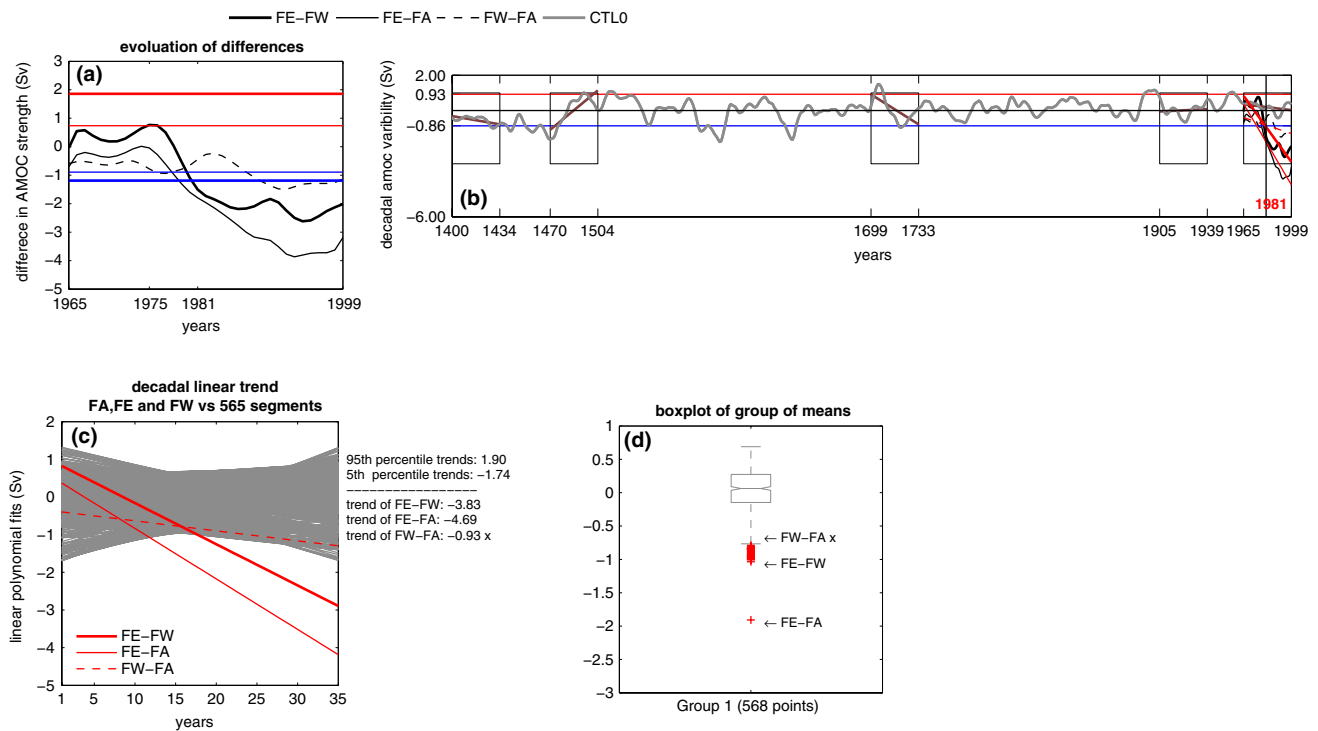 FE−FW FE−FA FW−FA CTL0
evoluation of differences
(a)
differece in AMOC strength (Sv)
3
2
1
0
−1
−2
−3
−4
−5
1965 1975 1981 1999
years
(b)
decadal amoc varibility (Sv)
2.00
0.93
−0.86
−6.00
1981
1400 1434 1470 1504 1699 1733 1905 1939 1965 1999
years
decadal linear trend
FA,FE and FW vs 565 segments
(c)
linear polynomial fits (Sv)
2
1
0
−1
−2
−3
−4
−5
FE−FW
FE−FA
FW−FA
1 5 10 15 20 25 30 35
years
95th percentile trends: 1.90
5th percentile trends: −1.74
−−−−−−−−−−−−−−−−−
trend of FE−FW: −3.83
trend of FE−FA: −4.69
trend of FW−FA: −0.93 x
boxplot of group of means
(d)
1
0.5
0
−0.5
−1
−1.5
−2
−2.5
−3
← FW−FA x
← FE−FW
← FE−FA
Group 1 (568 points)